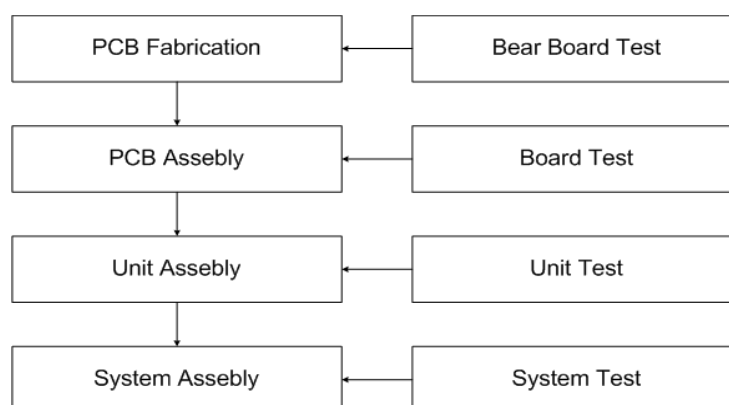 PCB Fabrication
Bear Board Test
PCB Assebly
Board Test
Unit Assebly
Unit Test
System Assebly
System Test